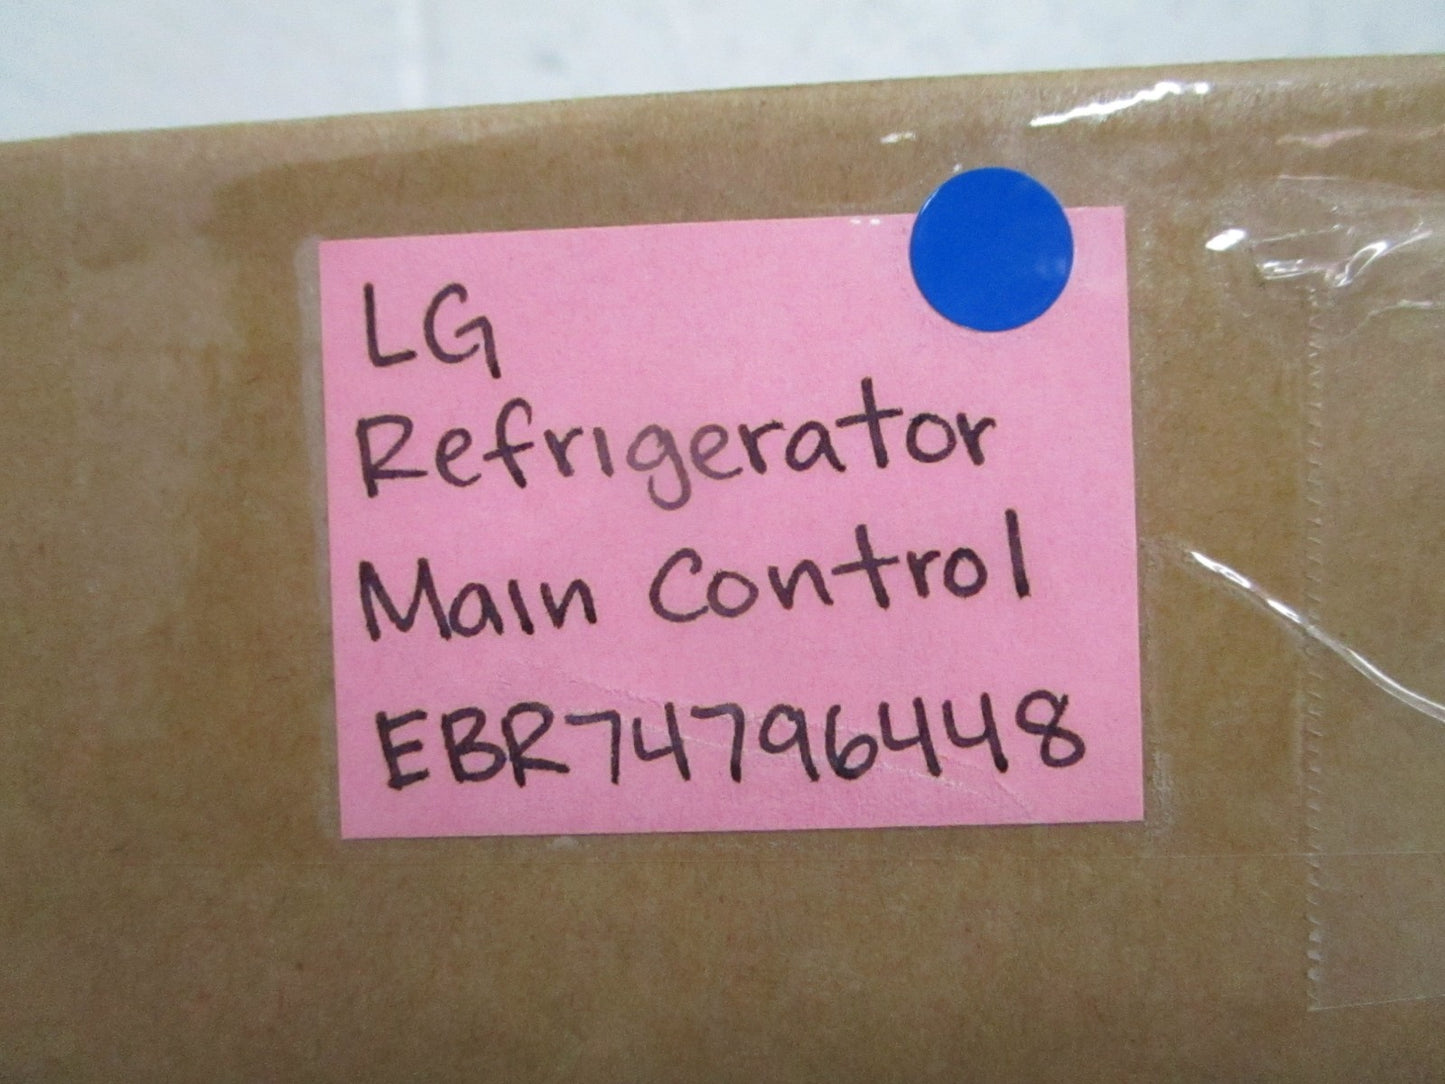 LG
Refrigerator
Main Control
EBR74796448